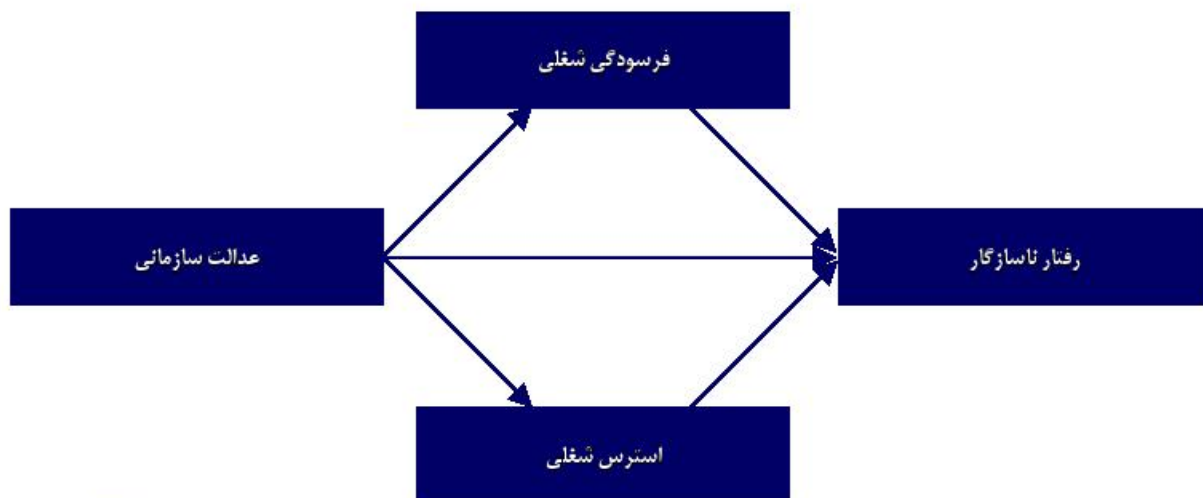 فرسودگی شغلی
عدالت سازمانی
رفتار ناسازگار
استرس شغلی